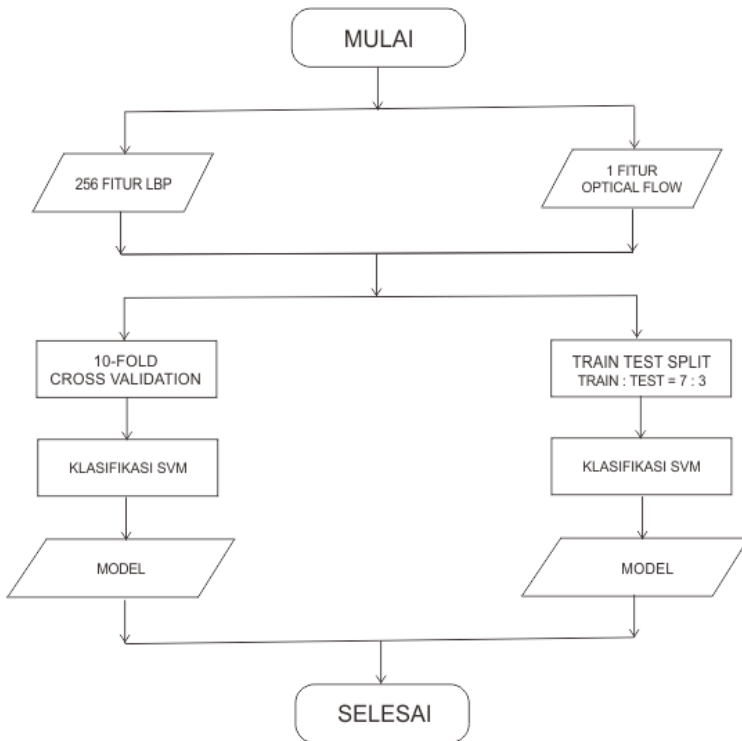 MULAI
256 FITUR LBP
1 FITUR
OPTICAL FLOW
10-FOLD
CROSS VALIDATION
TRAIN TEST SPLIT
TRAIN : TEST = 7 : 3
KLASIFIKASI SVM
KLASIFIKASI SVM
MODEL
MODEL
SELESAI